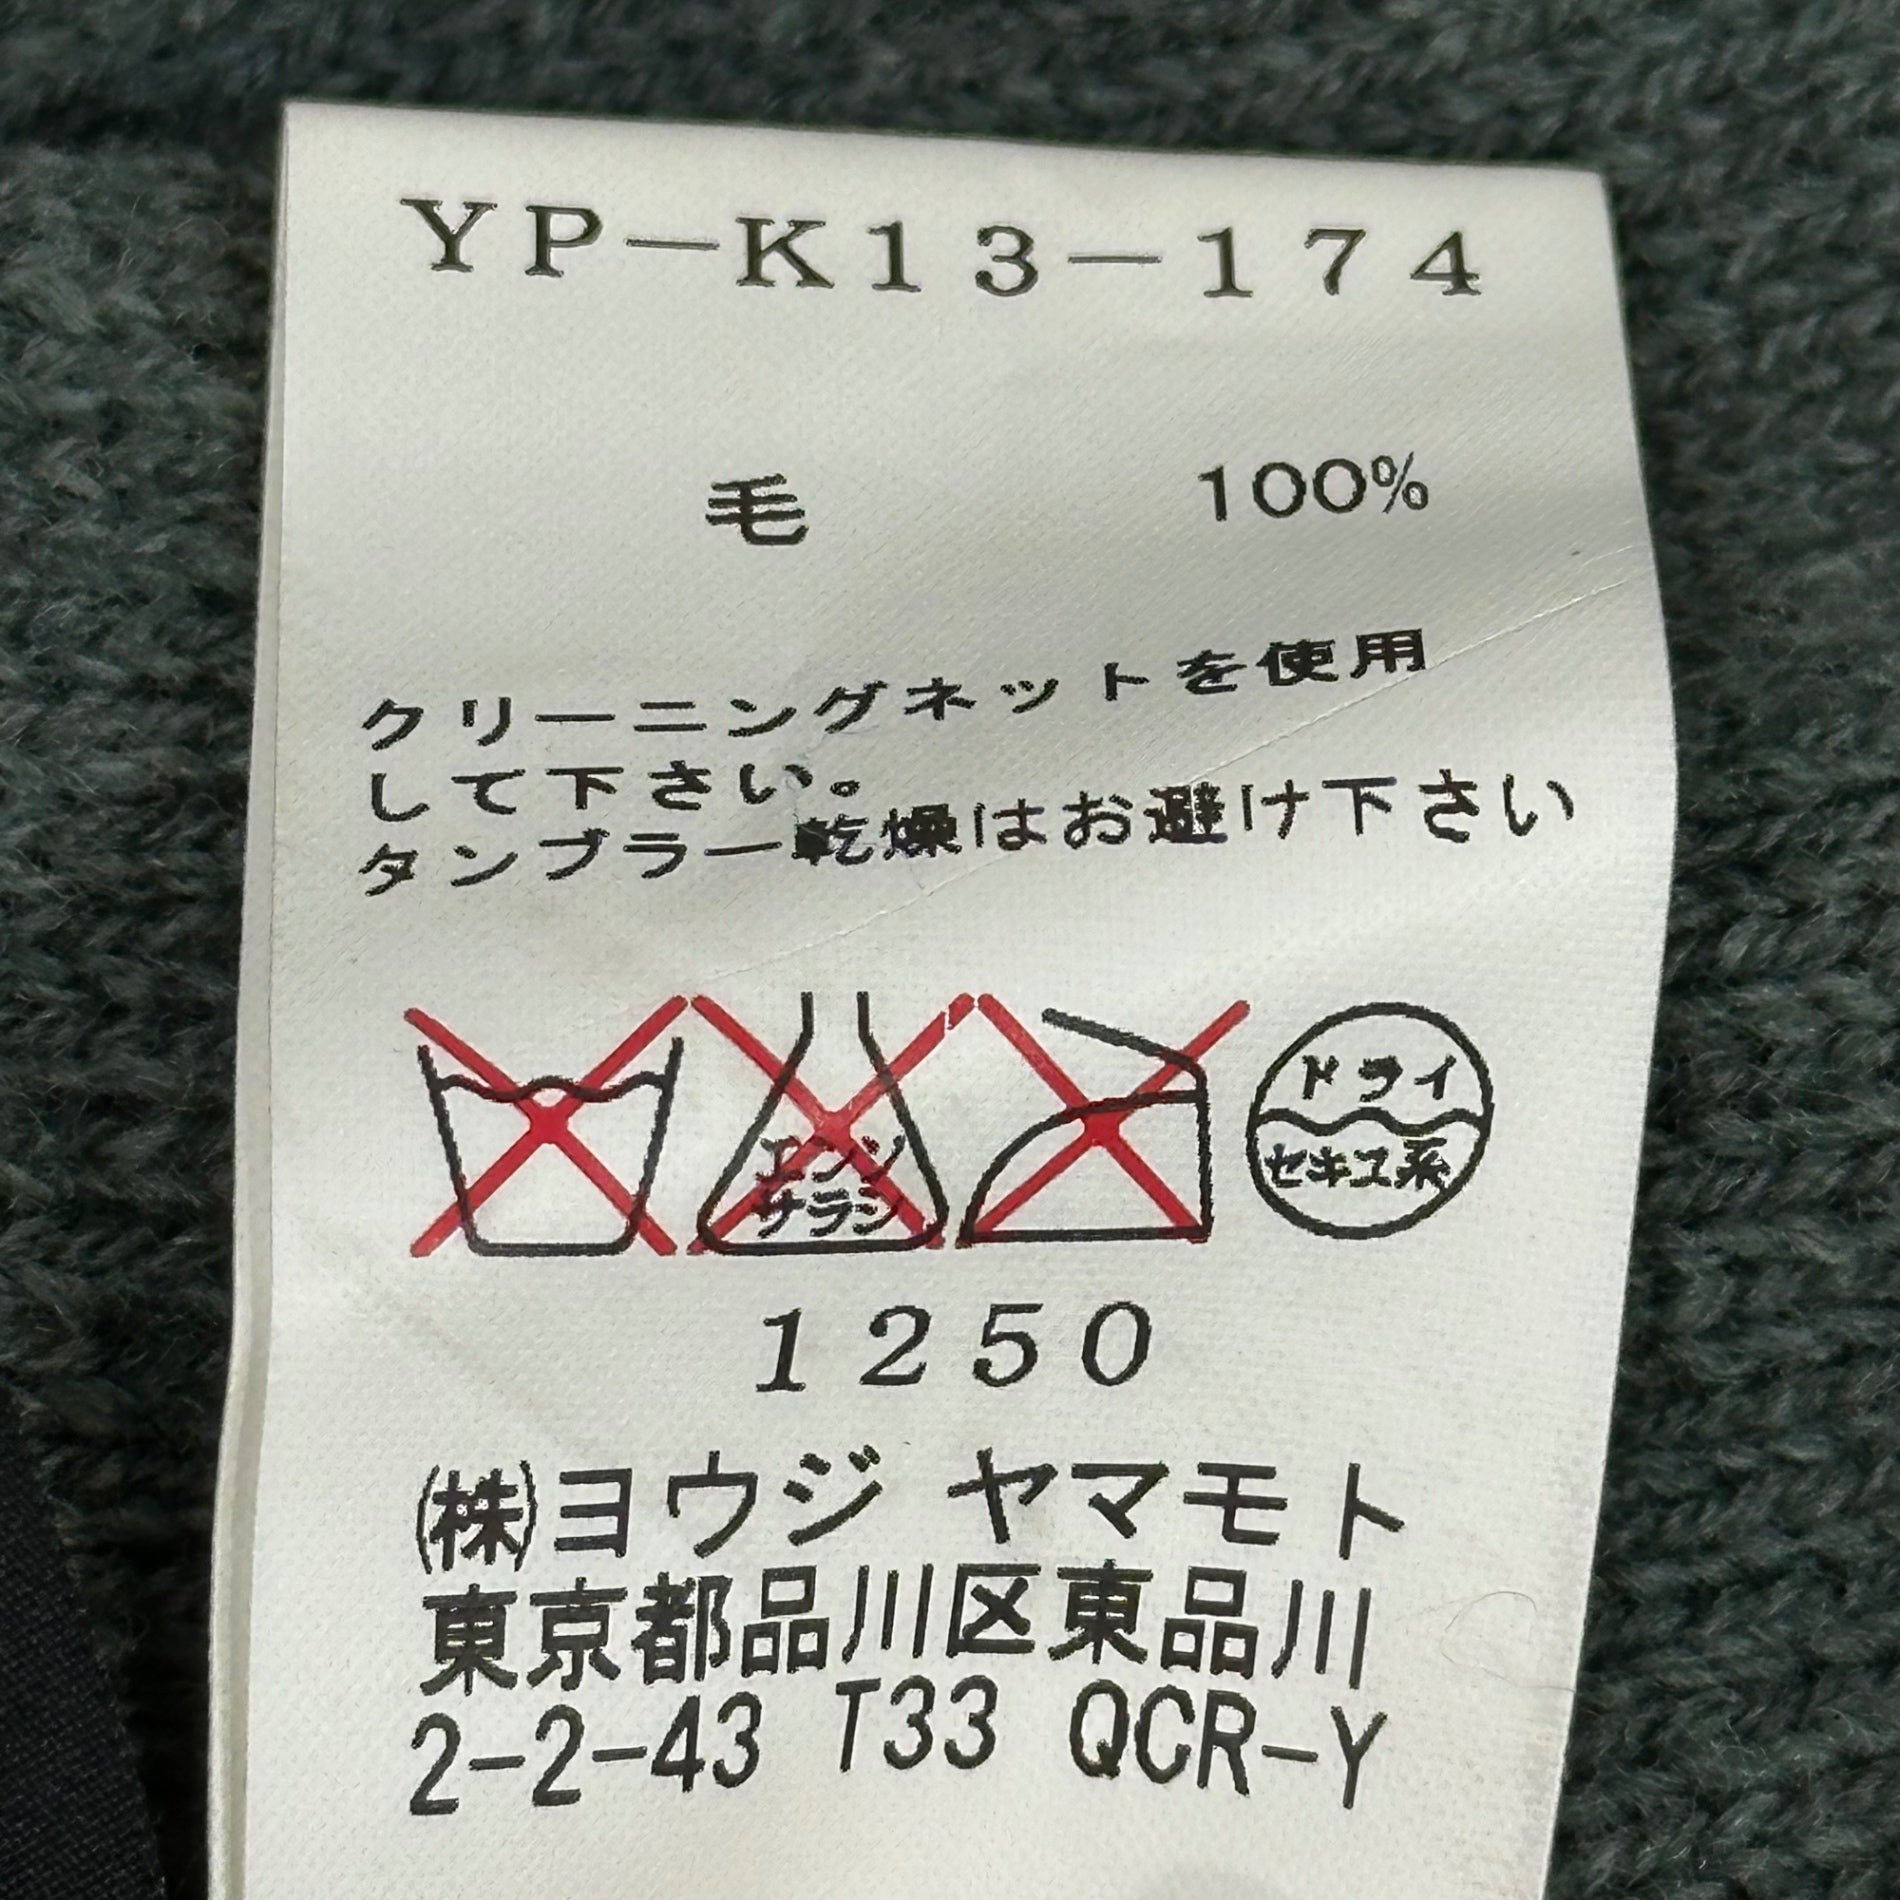 YP-K13-174
毛 100%
クリーニングネットを使用
して下さい。
タンブラー乾燥はお避け下さい
エンソ
サラシ
ドライ
セキユ系
1250
㈱ヨウジ ヤマモト
東京都品川区東品川
2-2-43 T33 QCR-Y